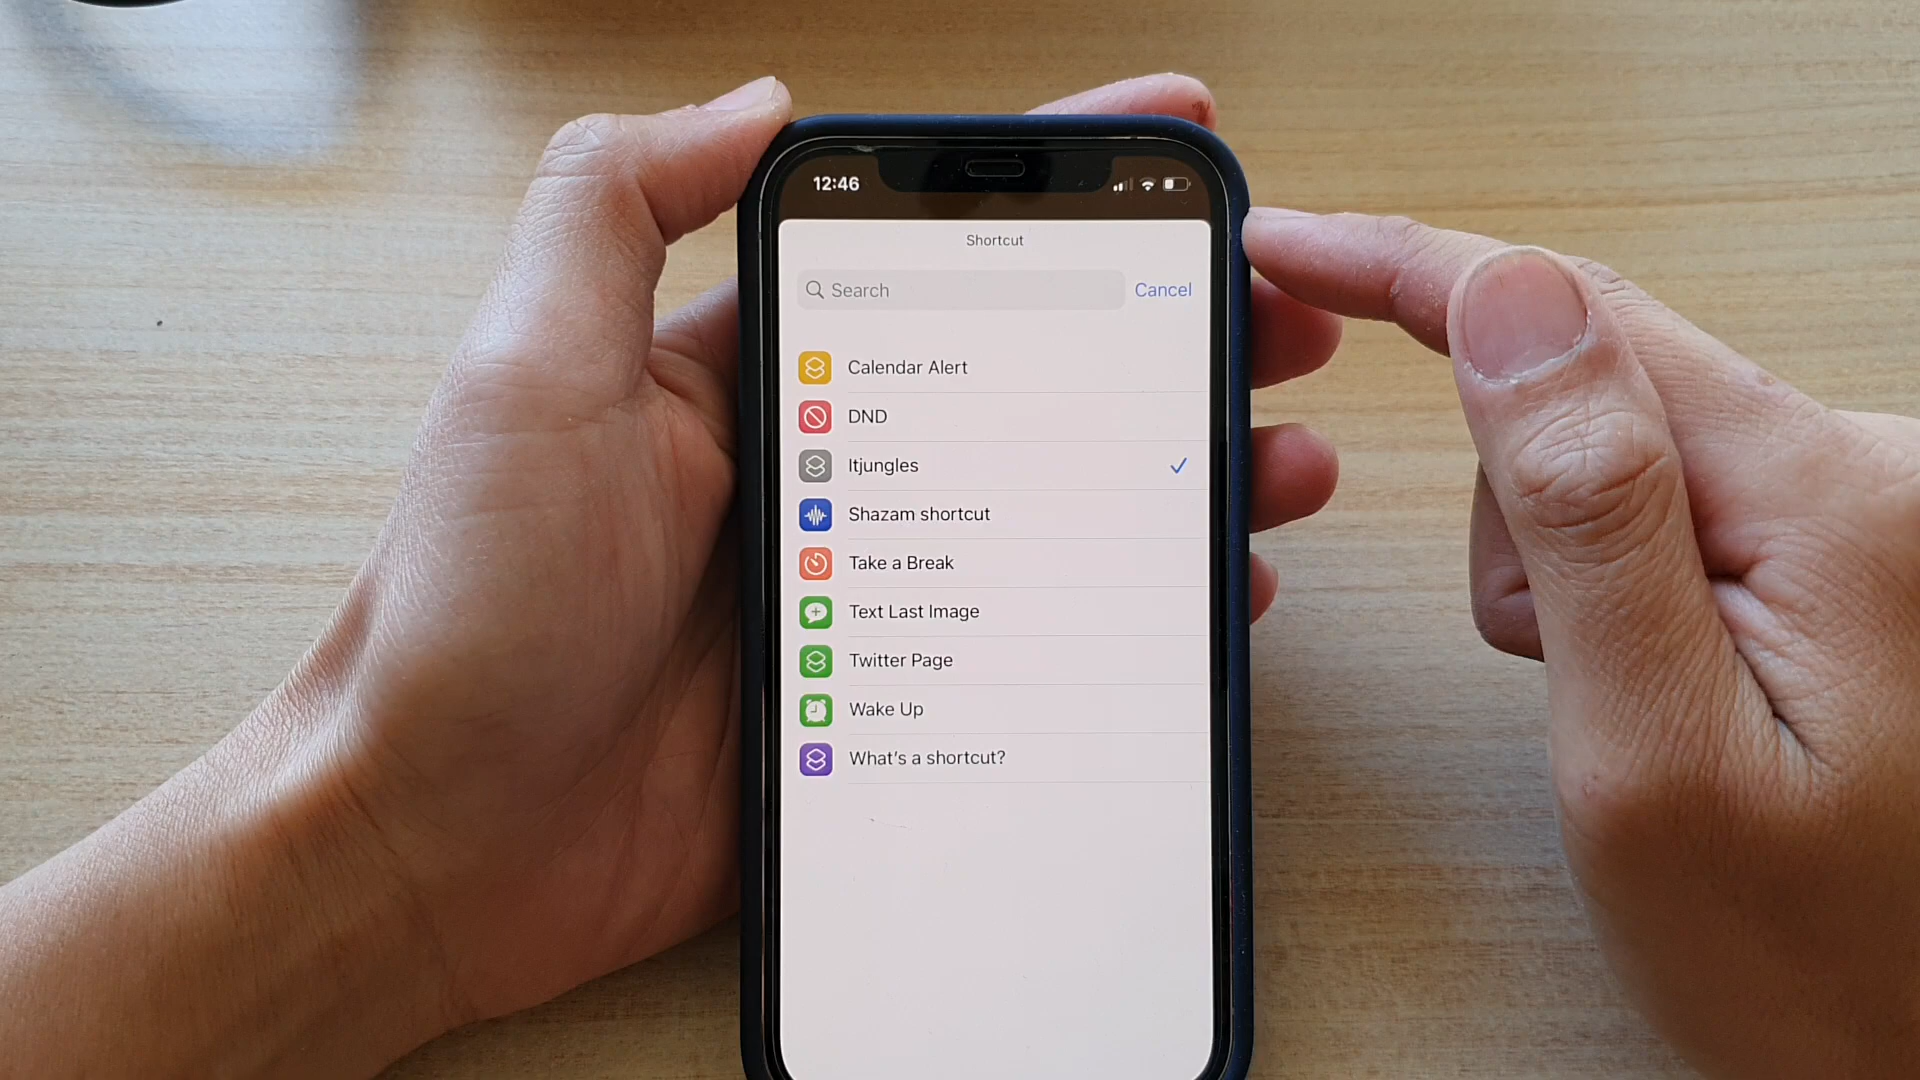 12:46
Shortcut
Search
Cancel
Calendar Alert
DND
Itjungles
Shazam shortcut
Take a Break
Text Last Image
Twitter Page
Wake Up
What's a shortcut?